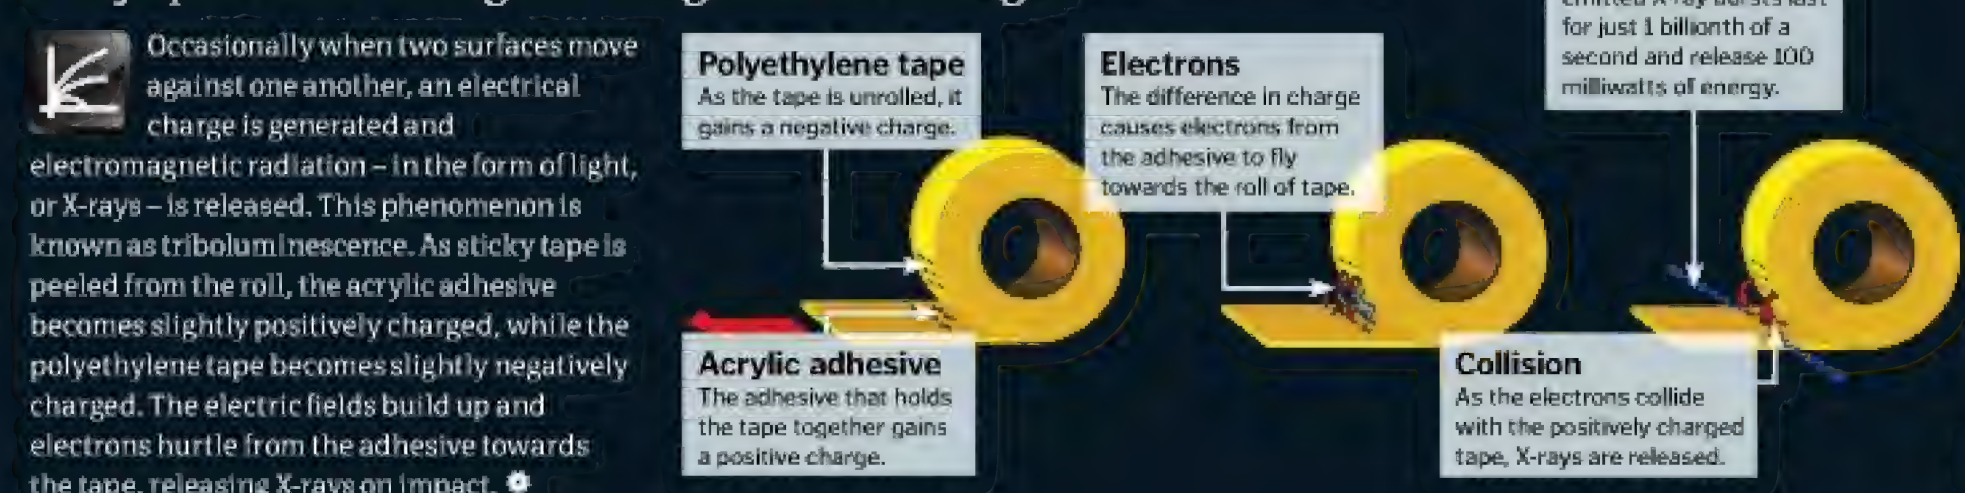 Occasionally when two surfaces move
against one another, an electrical
charge is generated and
electromagnetic radiation – in the form of light,
or X-rays – is released. This phenomenon is
known as triboluminescence. As sticky tape is
peeled from the roll, the acrylic adhesive
becomes slightly positively charged, while the
polyethylene tape becomes slightly negatively
charged. The electric fields build up and
electrons hurtle from the adhesive towards
the tape, releasing X-rays on impact.
Polyethylene tape
As the tape is unrolled, it
gains a negative charge.
Acrylic adhesive
The adhesive that holds
the tape together gains
a positive charge.
Electrons
The difference in charge
causes electrons from
the adhesive to fly
towards the roll of tape.
emitted X-ray bursts last
for just 1 billionth of a
second and release 100
milliwatts of energy.
Collision
As the electrons collide
with the positively charged
tape, X-rays are released.